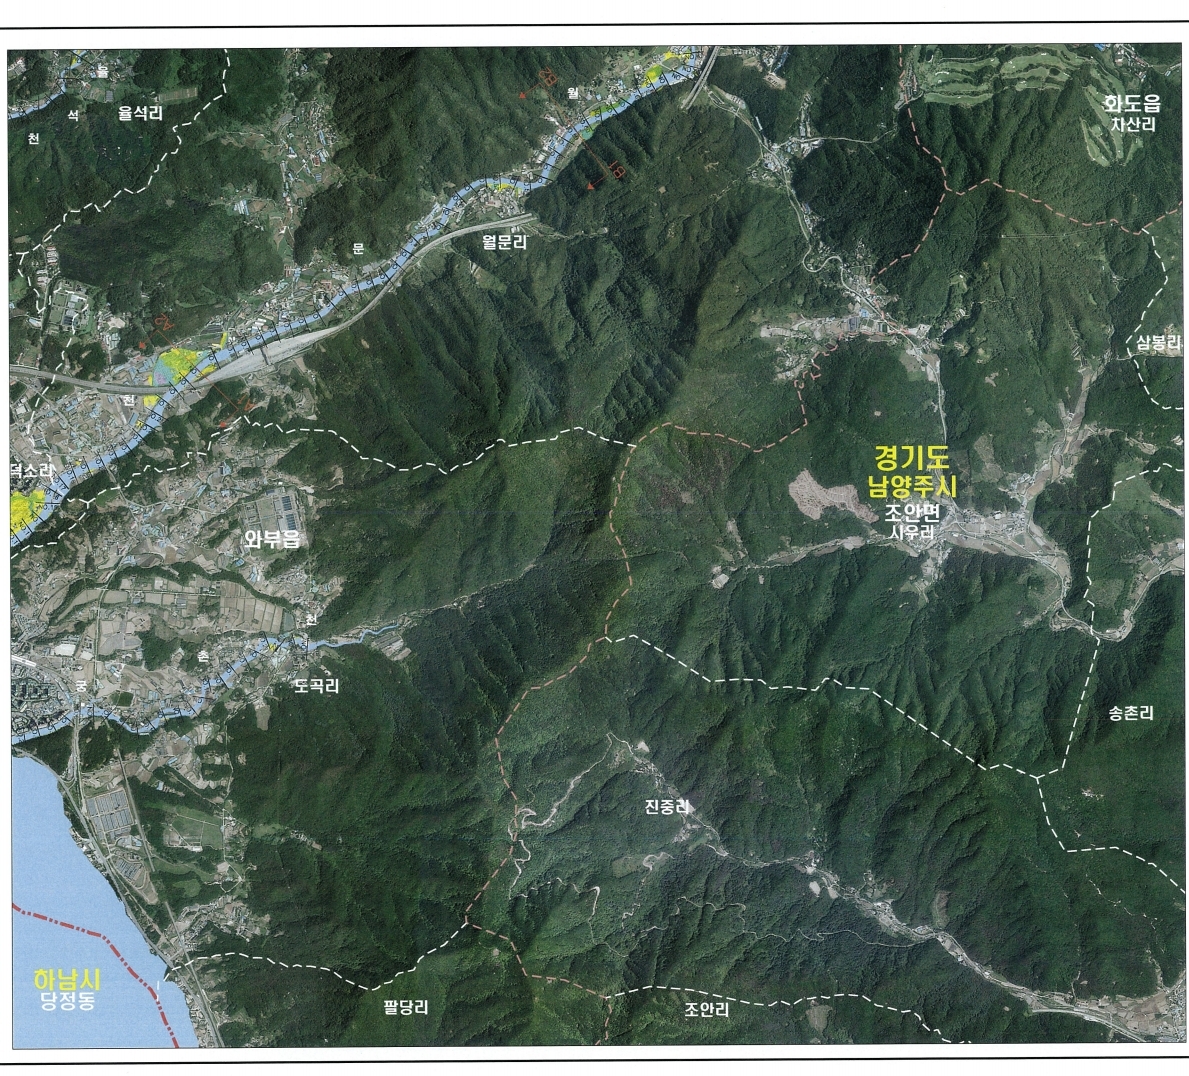 율
석
천
율석리
월
화도읍
차산리
문
월문리
삼봉리
천
덕소리
경기도
남양주시
조안면
시우리
와부읍
천
촌
궁
도곡리
송촌리
진중리
하남시
당정동
팔당리
조안리